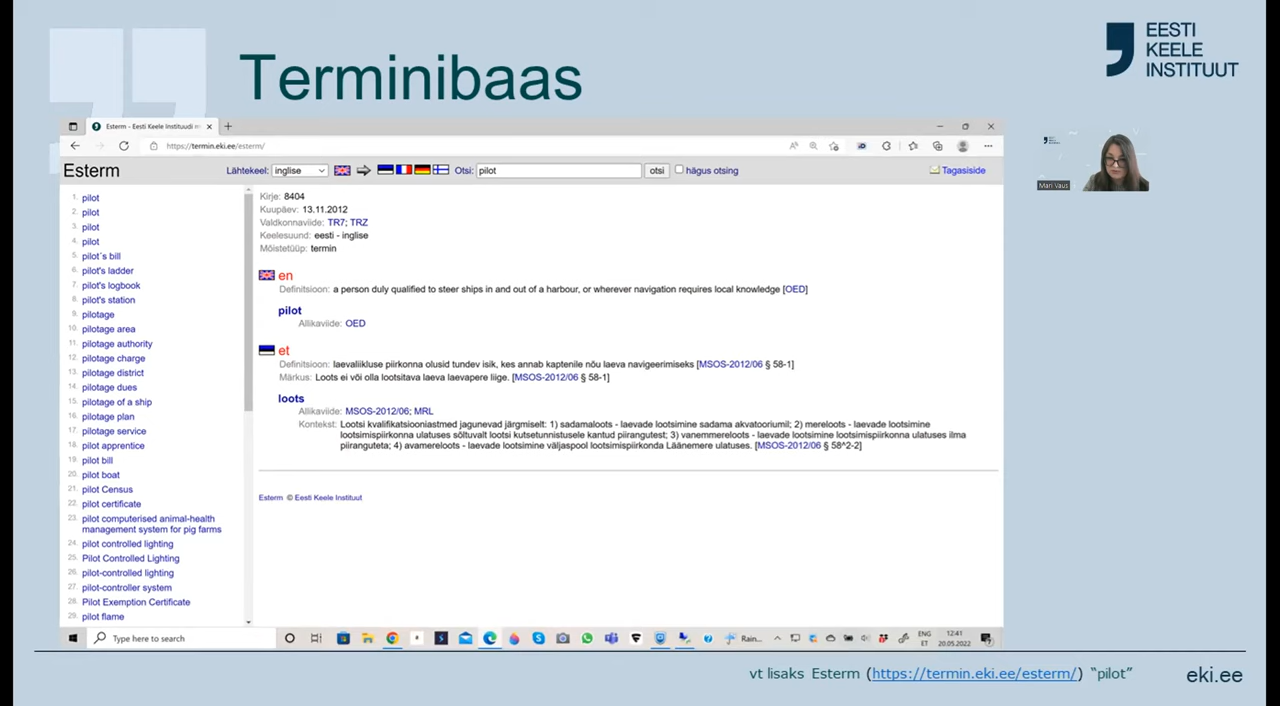 Terminibaas
EESTI
KEELE
INSTITUUT
Esterm - Eesti Keele Instituudi m
https://termin.eki.ee/esterm/
Esterm
Lähtekeel: inglise Otsi: pilot otsi hägus otsing Tagasiside
1. pilot
2. pilot
3. pilot
4. pilot
5. pilot´s bill
6. pilot's ladder
7. pilot's logbook
8. pilot's station
9. pilotage
10. pilotage area
11. pilotage authority
12. pilotage charge
13. pilotage district
14. pilotage dues
15. pilotage of a ship
16. pilotage plan
17. pilotage service
18. pilot apprentice
19. pilot bill
20. pilot boat
21. pilot Census
22. pilot certificate
23. pilot computerised animal-health
management system for pig farms
24. pilot controlled lighting
25. Pilot Controlled Lighting
26. pilot-controlled lighting
27. pilot-controller system
28. Pilot Exemption Certificate
29. pilot flame
Kirje: 8404
Kuupäev: 13.11.2012
Valdkonnaviide: TR7; TRZ
Keelesuund: eesti - inglise
Mõistetüüp: termin
en
Definitsioon: a person duly qualified to steer ships in and out of a harbour, or wherever navigation requires local knowledge [OED]
pilot
Allikaviide: OED
et
Definitsioon: laevaliikluse piirkonna olusid tundev isik, kes annab kaptenile nõu laeva navigeerimiseks [MSOS-2012/06 § 58-1]
Märkus: Loots ei või olla lootsitava laeva laevapere liige. [MSOS-2012/06 § 58-1]
loots
Allikaviide: MSOS-2012/06; MRL
Kontekst: Lootsi kvalifikatsiooniastmed jagunevad järgmiselt: 1) sadamaloots - laevade lootsimine sadama akvatooriumil; 2) mereloots - laevade lootsimine
lootsimispiirkonna ulatuses sõltuvalt lootsi kutsetunnistusele kantud piirangutest; 3) vanemmereloots - laevade lootsimine lootsimispiirkonna ulatuses ilma
piiranguteta; 4) avamereloots - laevade lootsimine väljaspool lootsimispiirkonda Läänemere ulatuses. [MSOS-2012/06 § 58^2-2]
Esterm © Eesti Keele Instituut
Mari Vaus
Type here to search
Rain...
ENG
ET
12:41
20.05.2022
vt lisaks Esterm (https://termin.eki.ee/esterm/) “pilot”
eki.ee